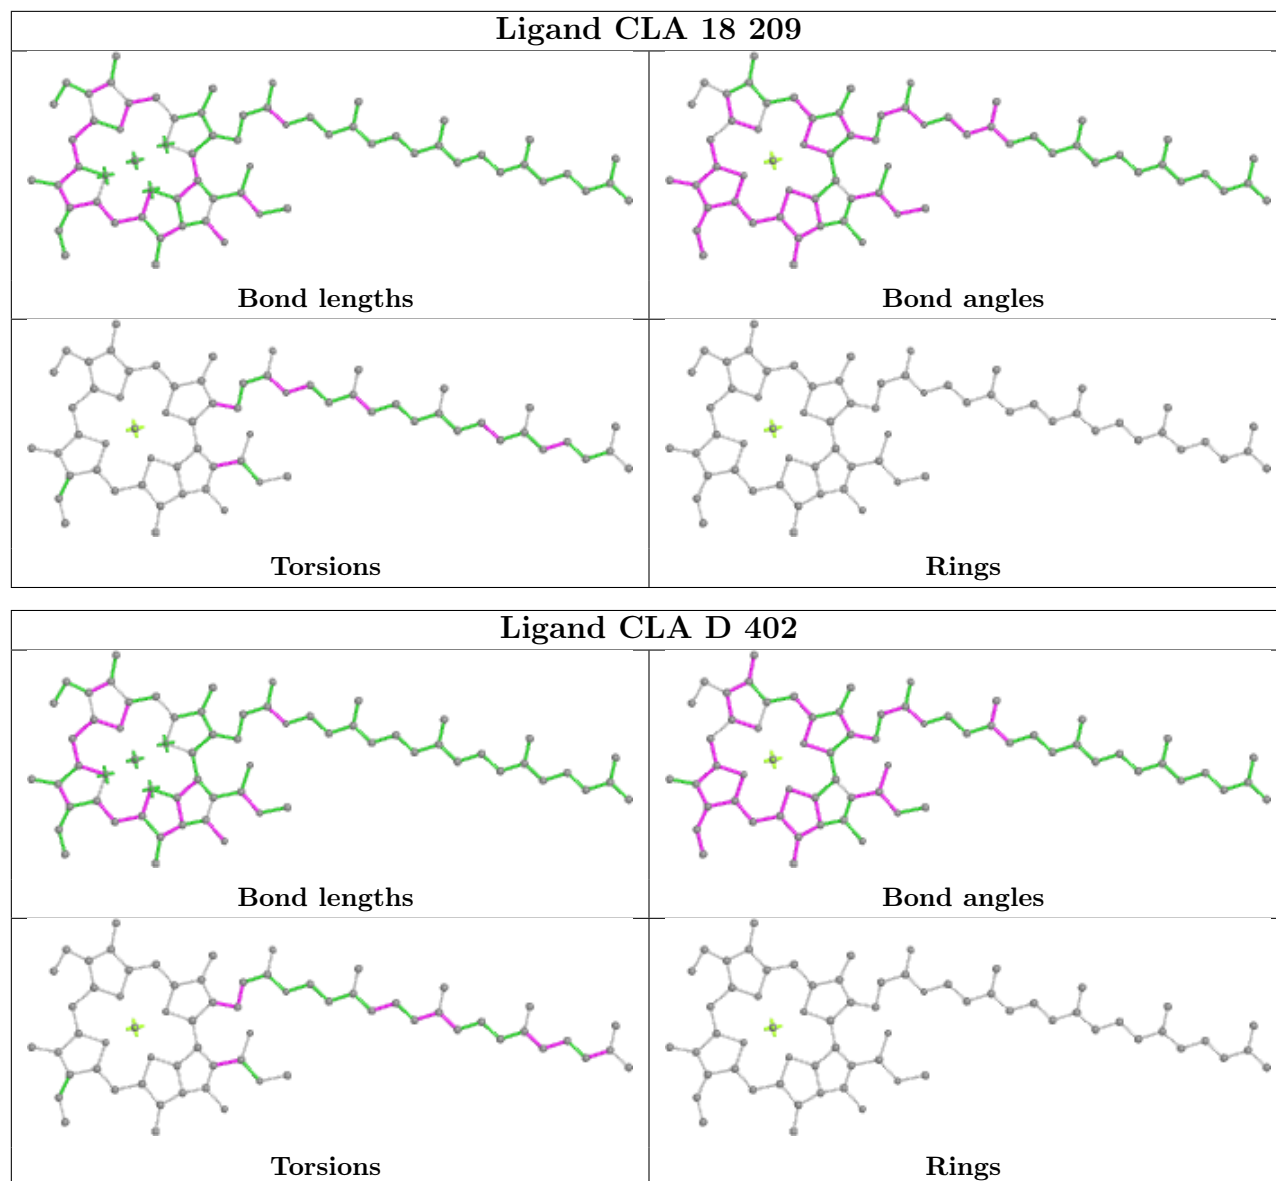 Ligand CLA 18 209
Bond lengths
Bond angles
Torsions
Rings
Ligand CLA D 402
Bond lengths
Bond angles
Torsions
Rings